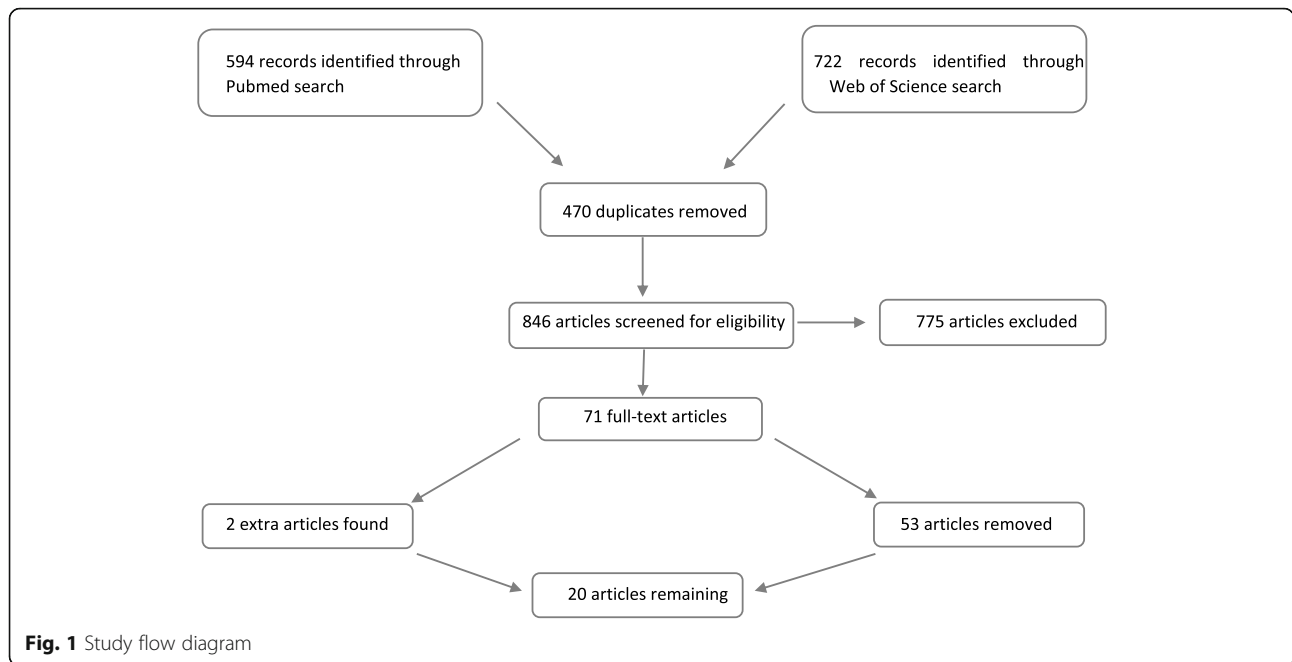 594 records identified through
Pubmed search
722 records identified through
Web of Science search
470 duplicates removed
846 articles screened for eligibility
775 articles excluded
71 full-text articles
2 extra articles found
53 articles removed
20 articles remaining
Fig. 1 Study flow diagram